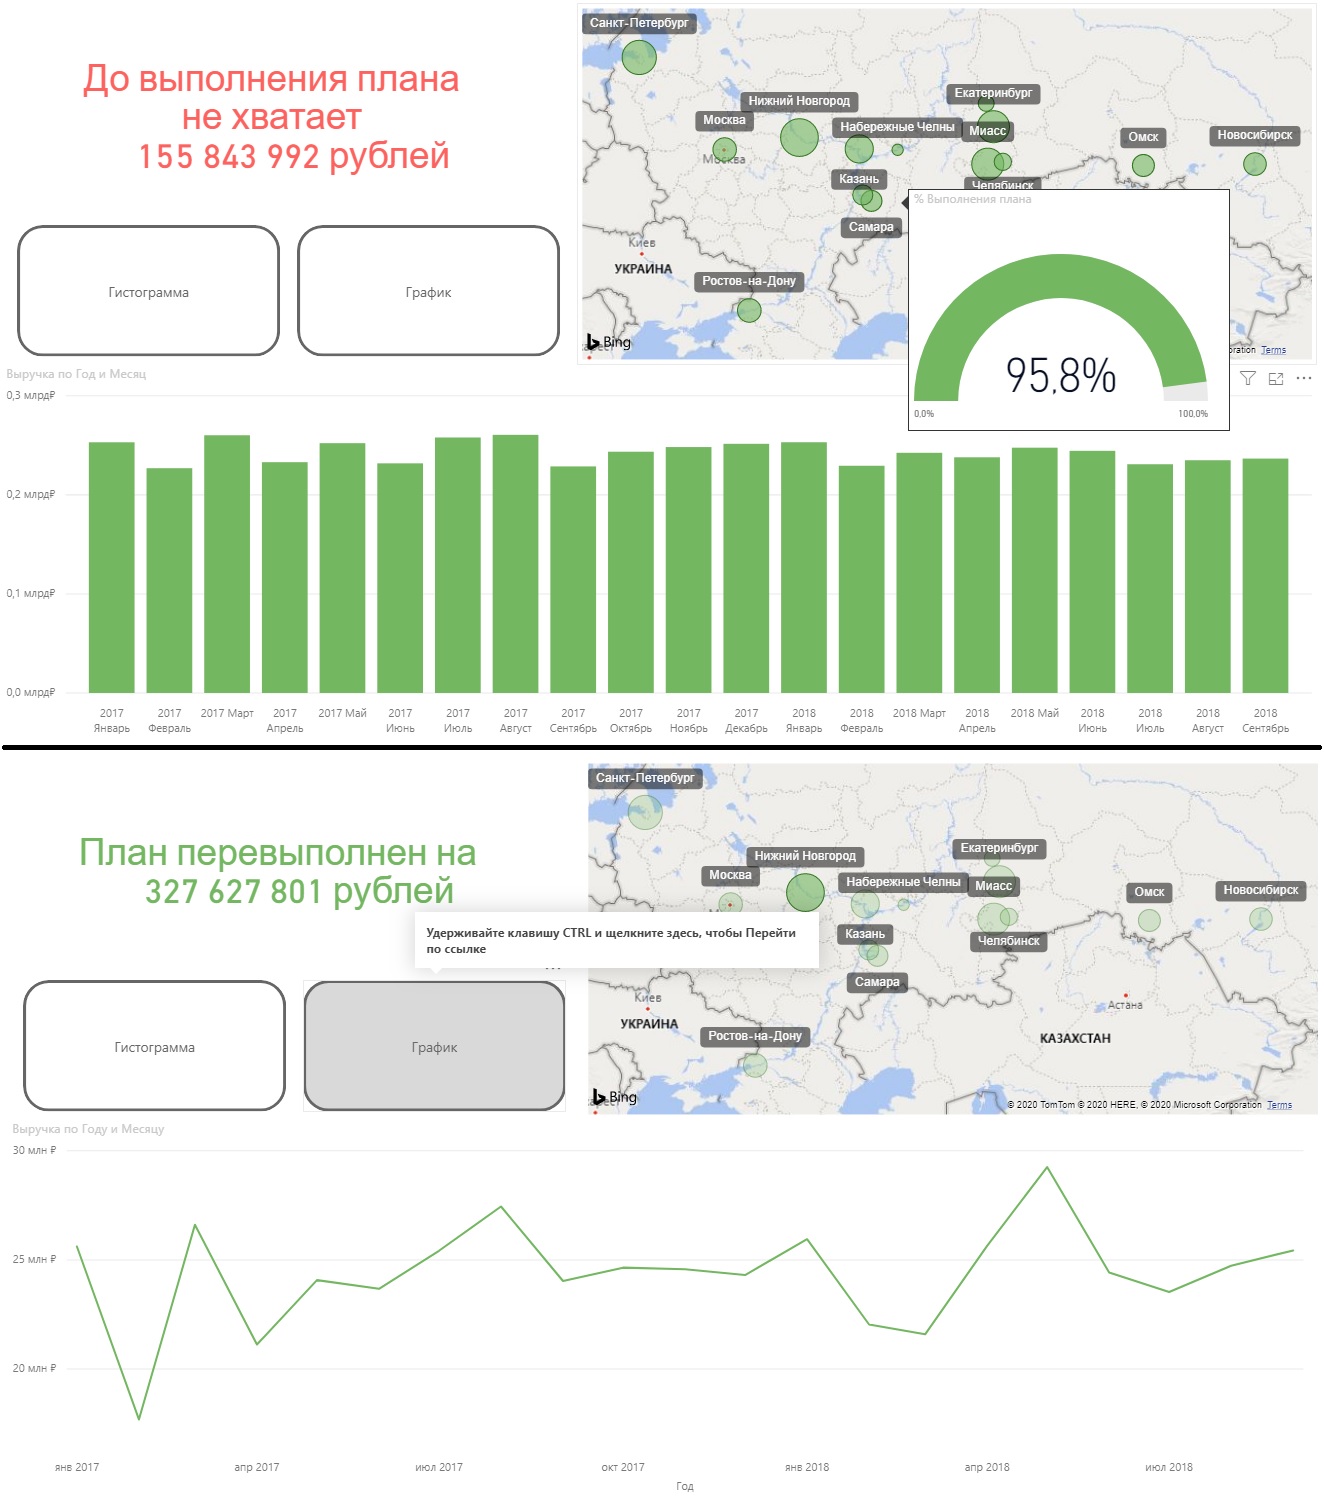 До выполнения плана
не хватает
155 843 992 рублей
Гистограмма
График
Санкт-Петербург
Екатеринбург
Нижний Новгород
Москва
Набережные Челны
Миасс
Омск
Новосибирск
Москва
Казань
Челябинск
Самара
Киев
УКРАИНА
Ростов-на-Дону
Bing
Terms
% Выполнения плана
95,8%
0,0%
100,0%
Выручка по Год и Месяц
0,3 млрд₽
0,2 млрд₽
0,1 млрд₽
0,0 млрд₽
2017 Январь
2017 Февраль
2017 Март
2017 Апрель
2017 Май
2017 Июнь
2017 Июль
2017 Август
2017 Сентябрь
2017 Октябрь
2017 Ноябрь
2017 Декабрь
2018 Январь
2018 Февраль
2018 Март
2018 Апрель
2018 Май
2018 Июнь
2018 Июль
2018 Август
2018 Сентябрь
План перевыполнен на
327 627 801 рублей
Удерживайте клавишу CTRL и щелкните здесь, чтобы Перейти
по ссылке
Гистограмма
График
Санкт-Петербург
Екатеринбург
Нижний Новгород
Москва
Набережные Челны
Миасс
Омск
Новосибирск
Казань
Челябинск
Самара
Киев
УКРАИНА
Астана
Ростов-на-Дону
КАЗАХСТАН
Bing
© 2020 TomTom © 2020 HERE, © 2020 Microsoft Corporation Terms
Выручка по Году и Месяцу
30 млн ₽
25 млн ₽
20 млн ₽
янв 2017
апр 2017
июл 2017
окт 2017
янв 2018
апр 2018
июл 2018
Год